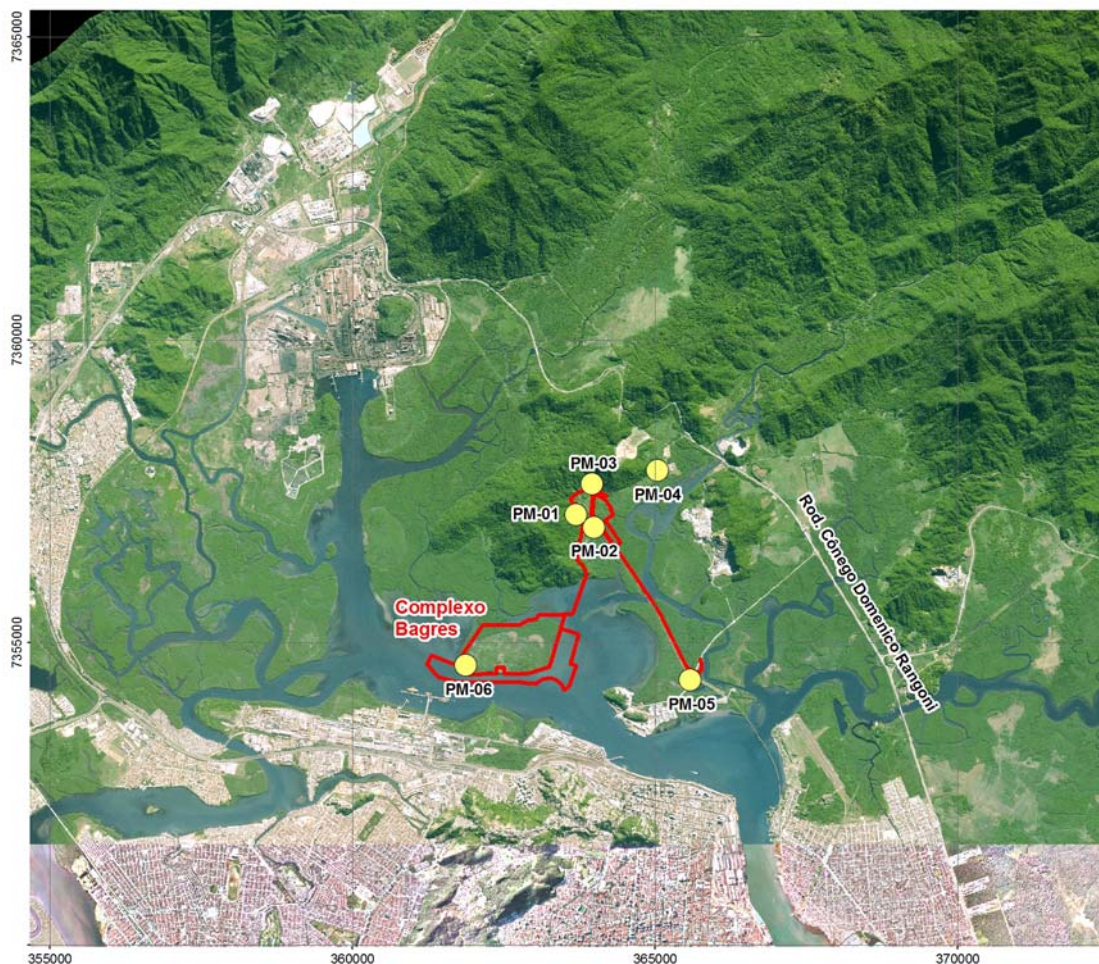 7365000
7360000
7355000
PM-03
PM-04
PM-01
PM-02
Rod. Cônego Domenico Rangoni
Complexo
Bagres
PM-06
PM-05
355000
360000
365000
370000